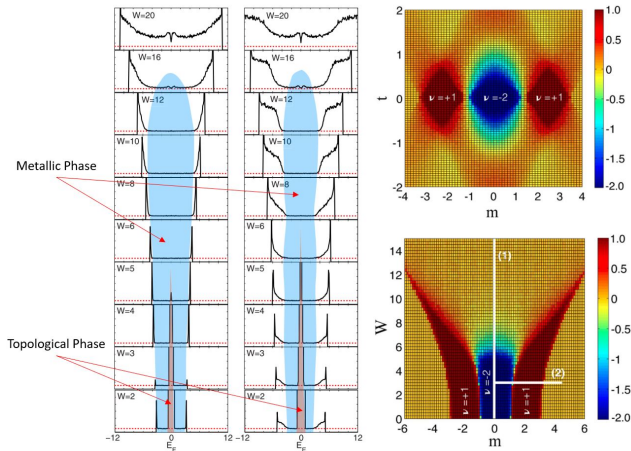 Metallic Phase
Topological Phase
W=20
W=16
W=12
W=10
W=8
W=6
W=5
W=4
W=3
W=2
-12 0 12
E_F
W=20
W=16
W=12
W=10
W=8
W=6
W=5
W=4
W=3
W=2
-12 0 12
E_F
t
2
1
0
-1
-2
ν=+1 ν=-2 ν=+1
-4 -3 -2 -1 0 1 2 3 4
m
1.0
0.5
0
-0.5
-1.0
-1.5
-2.0
W
14
12
10
8
6
4
2
0
(1)
(2)
ν=+1 ν=-2 ν=+1
-6 -4 -2 0 2 4 6
m
1.0
0.5
0
-0.5
-1.0
-1.5
-2.0